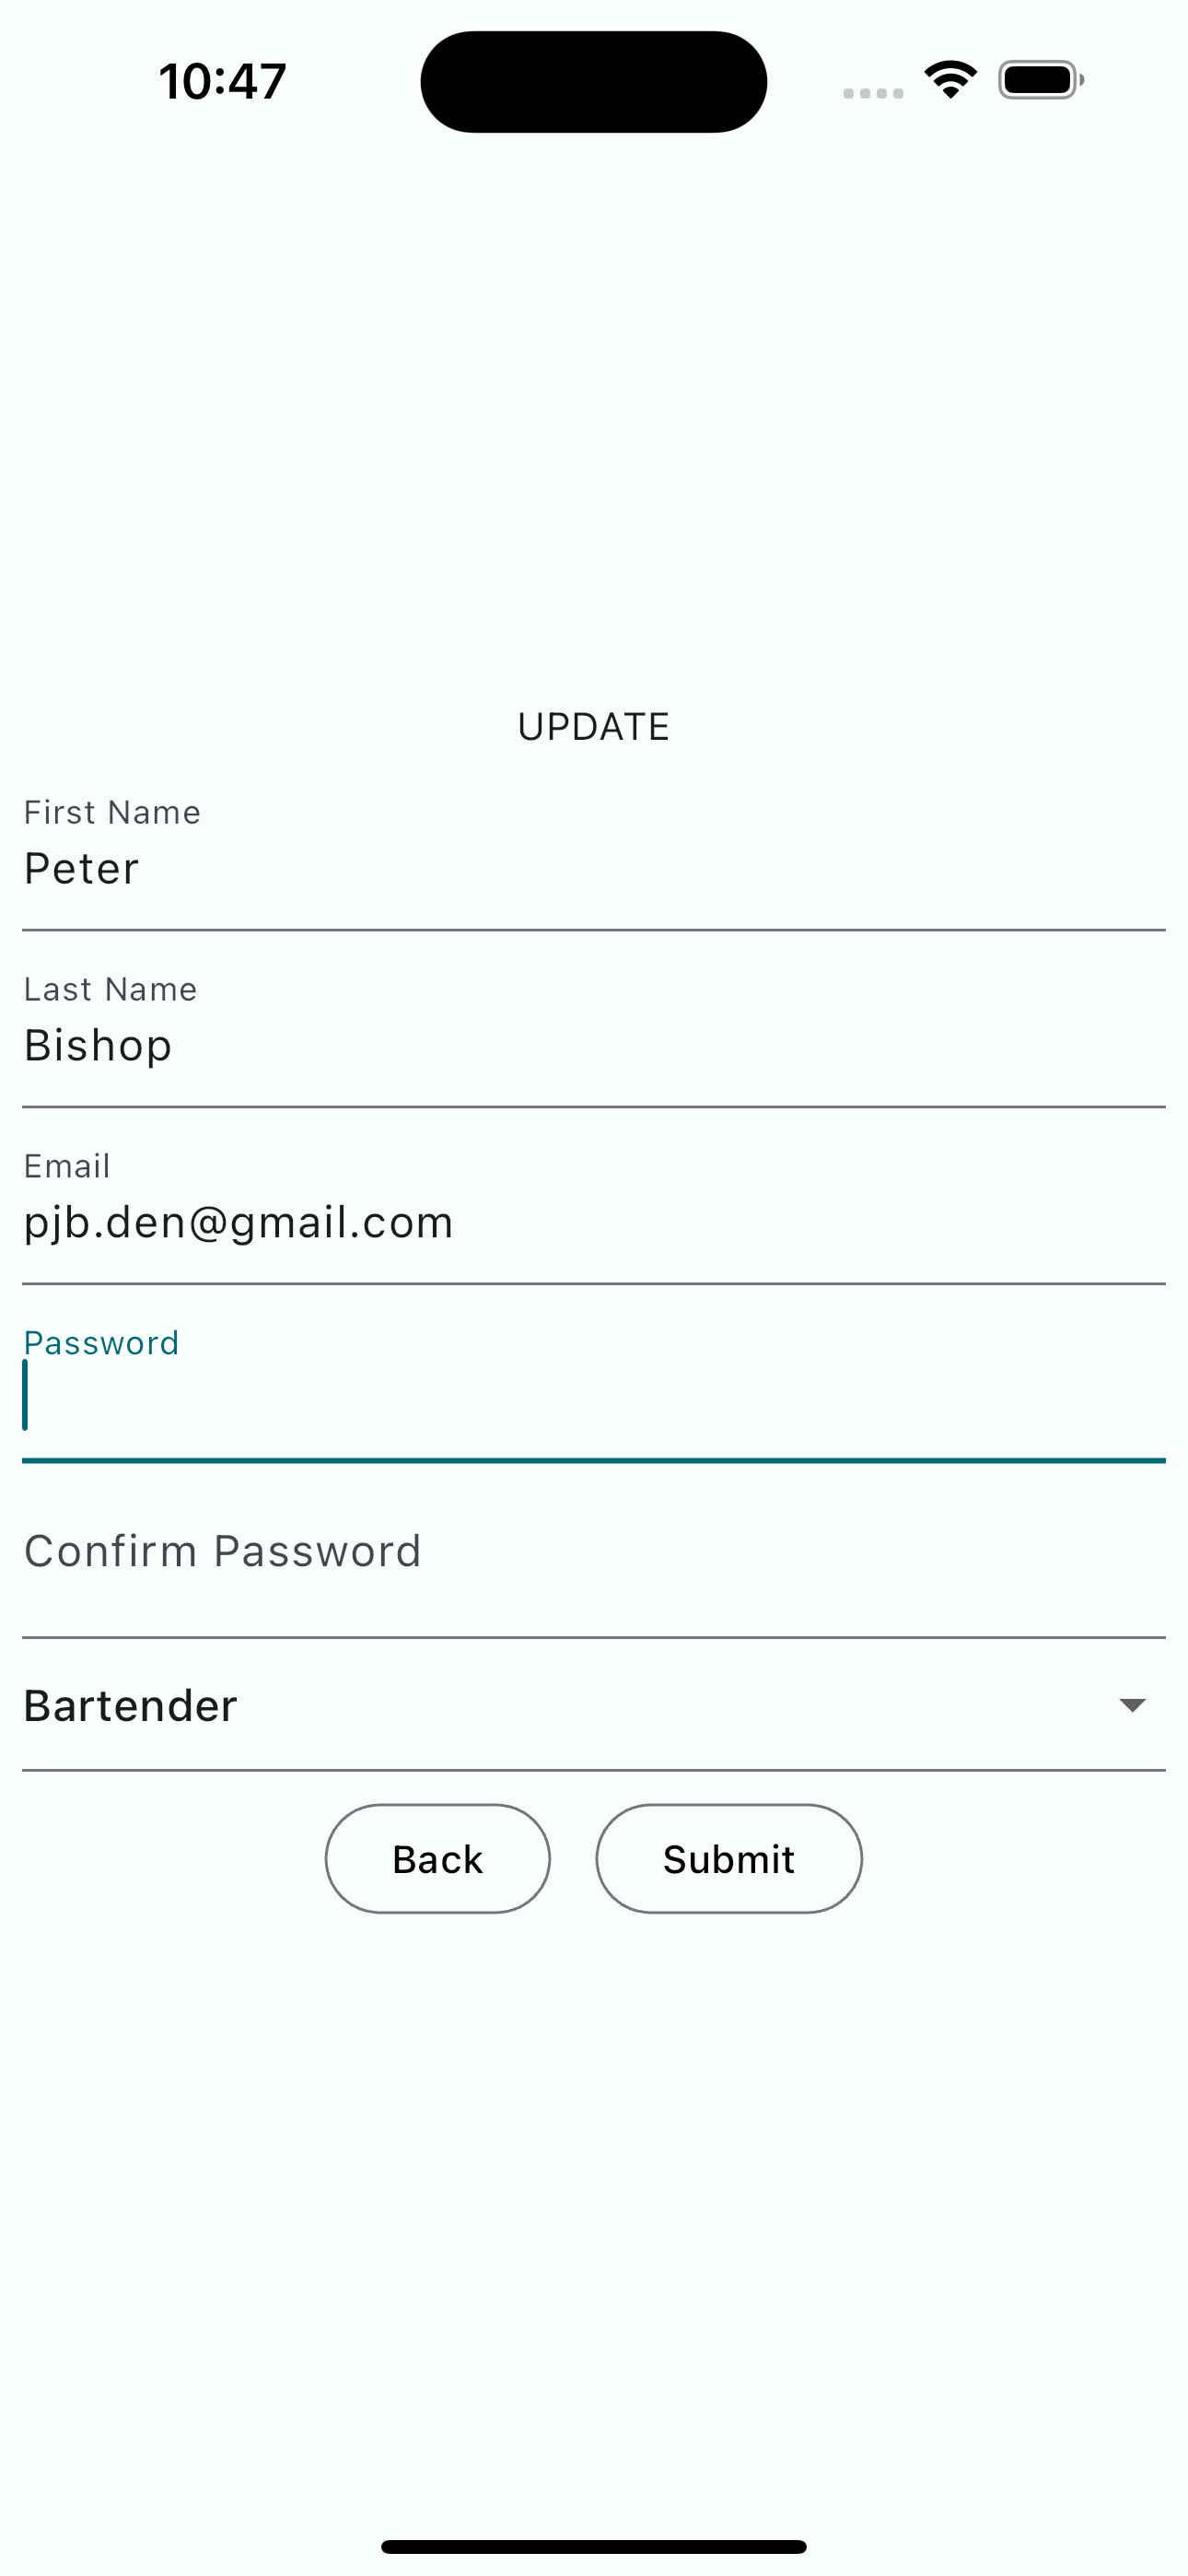 10:47
UPDATE
First Name
Peter
Last Name
Bishop
Email
pjb.den@gmail.com
Password
Confirm Password
Bartender
Back Submit